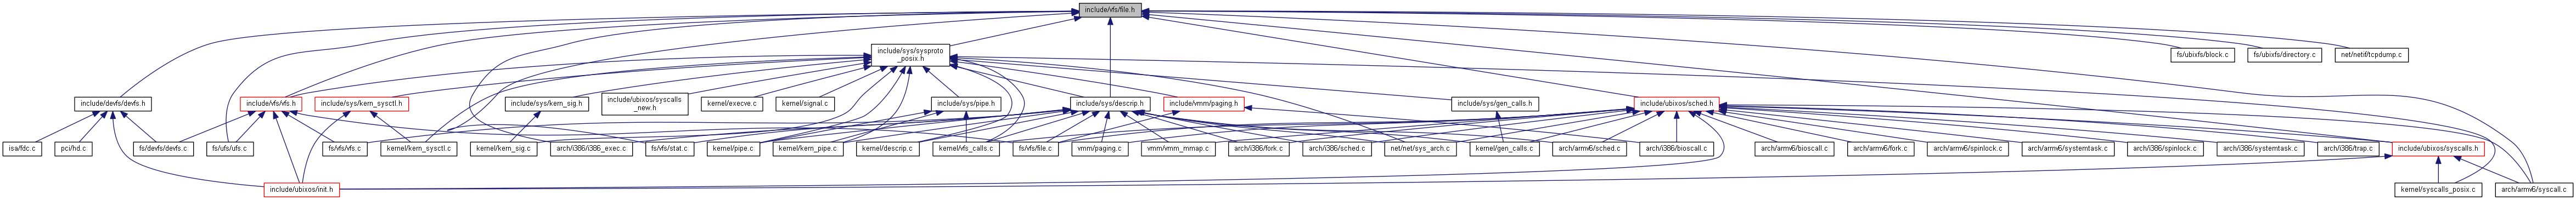 include/vfs/file.h
include/sys/sysproto
_posix.h
fs/ubixfs/block.c
fs/ubixfs/directory.c
net/netif/tcpdump.c
include/devfs/devfs.h
include/vfs/vfs.h
include/sys/kern_sysctl.h
include/sys/kern_sig.h
include/ubixos/syscalls
_new.h
kernel/execve.c
kernel/signal.c
include/sys/pipe.h
include/sys/descrip.h
include/vmm/paging.h
include/sys/gen_calls.h
include/ubixos/sched.h
isa/fdc.c
pci/hd.c
fs/devfs/devfs.c
fs/ufs/ufs.c
fs/vfs/vfs.c
kernel/kern_sysctl.c
kernel/kern_sig.c
arch/i386/i386_exec.c
fs/vfs/stat.c
kernel/pipe.c
kernel/kern_pipe.c
kernel/descrip.c
kernel/vfs_calls.c
fs/vfs/file.c
vmm/paging.c
vmm/vmm_mmap.c
arch/i386/fork.c
arch/i386/sched.c
net/net/sys_arch.c
kernel/gen_calls.c
arch/armv6/sched.c
arch/i386/bioscall.c
arch/armv6/bioscall.c
arch/armv6/fork.c
arch/armv6/spinlock.c
arch/armv6/systemtask.c
arch/i386/spinlock.c
arch/i386/systemtask.c
arch/i386/trap.c
include/ubixos/syscalls.h
include/ubixos/init.h
kernel/syscalls_posix.c
arch/armv6/syscall.c